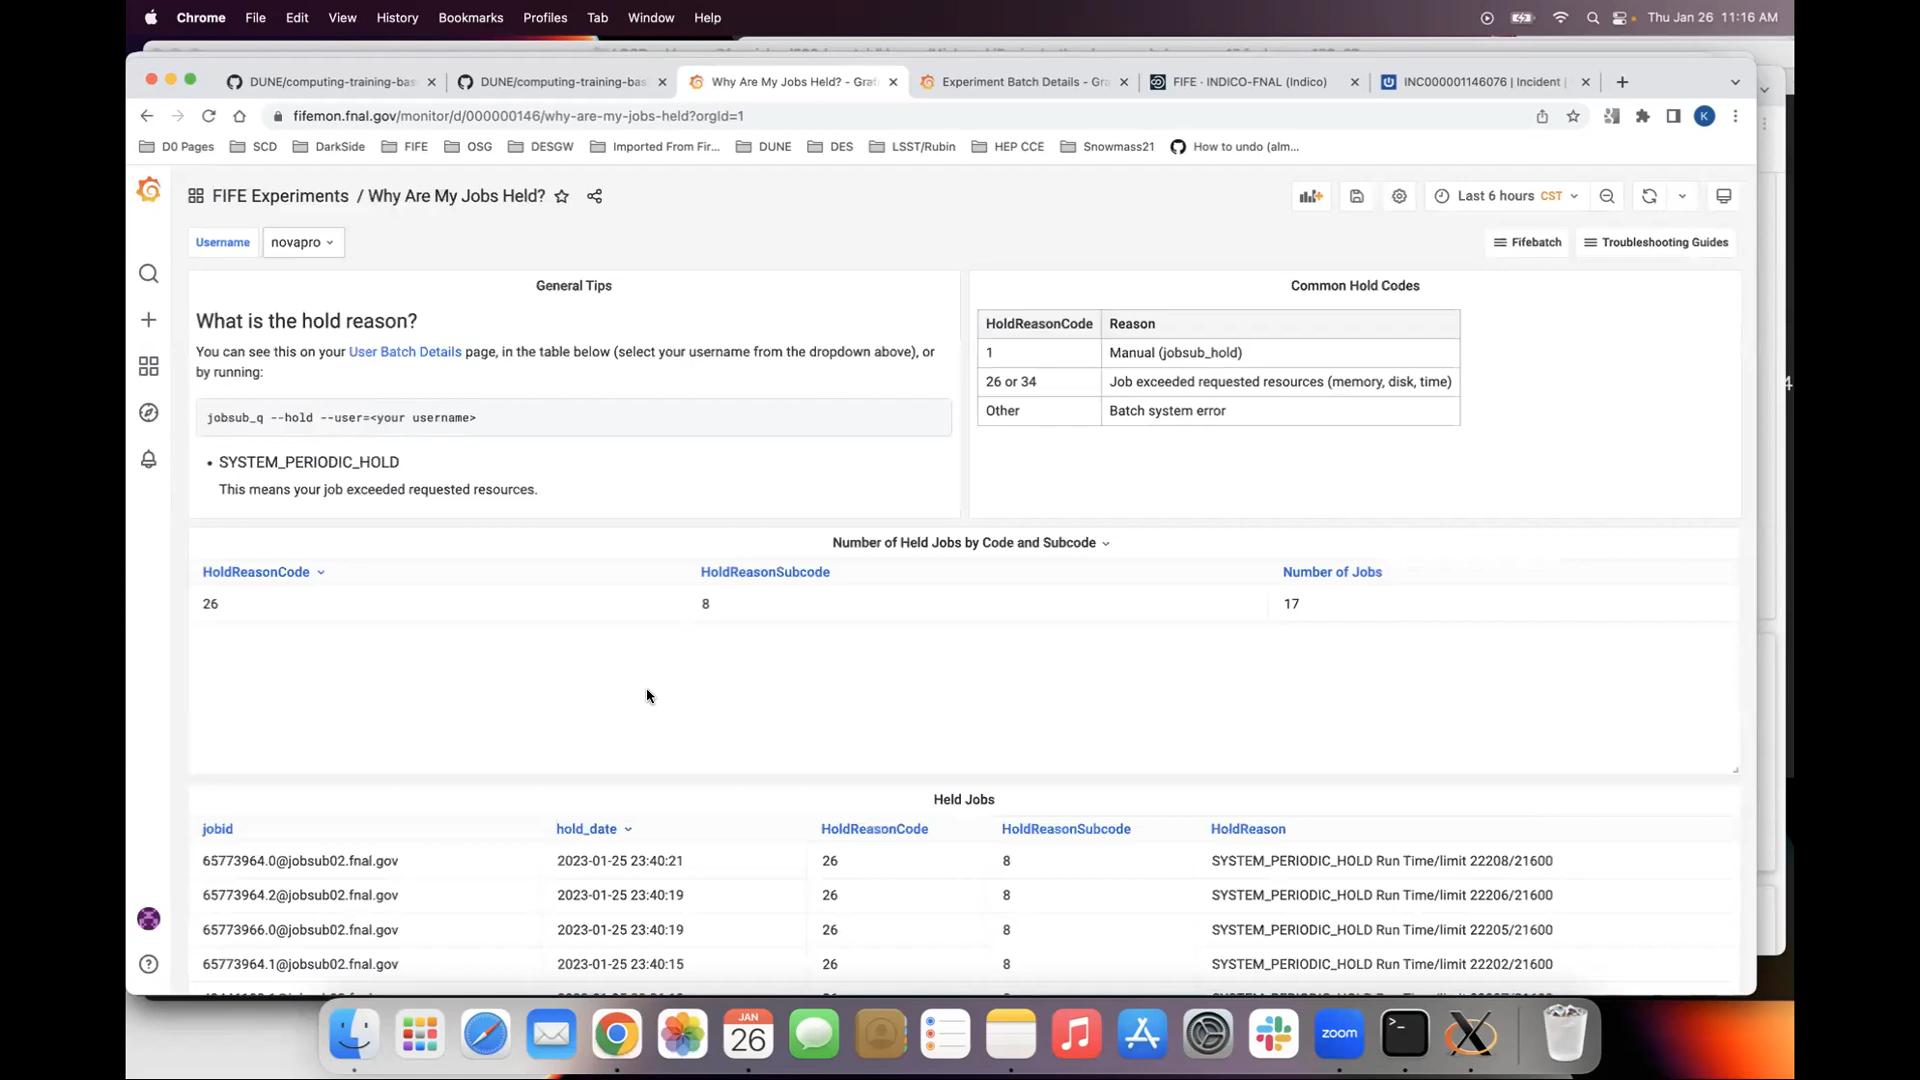 Chrome File Edit View History Bookmarks Profiles Tab Window Help Thu Jan 26 11:16 AM
DUNE/computing-training-bas DUNE/computing-training-bas Why Are My Jobs Held? - Graf Experiment Batch Details - Gra FIFE · INDICO-FNAL (Indico) INC000001146076 | Incident |
fifemon.fnal.gov/monitor/d/000000146/why-are-my-jobs-held?orgId=1 K
D0 Pages SCD DarkSide FIFE OSG DESGW Imported From Fir... DUNE DES LSST/Rubin HEP CCE Snowmass21 How to undo (alm...
FIFE Experiments / Why Are My Jobs Held? Last 6 hours CST
Username novapro Fifebatch Troubleshooting Guides
General Tips
What is the hold reason?
You can see this on your User Batch Details page, in the table below (select your username from the dropdown above), or
by running:
jobsub_q --hold --user=<your username>
• SYSTEM_PERIODIC_HOLD
This means your job exceeded requested resources.
Common Hold Codes
HoldReasonCode Reason
1 Manual (jobsub_hold)
26 or 34 Job exceeded requested resources (memory, disk, time)
Other Batch system error
Number of Held Jobs by Code and Subcode
HoldReasonCode HoldReasonSubcode Number of Jobs
26 8 17
Held Jobs
jobid hold_date HoldReasonCode HoldReasonSubcode HoldReason
65773964.0@jobsub02.fnal.gov 2023-01-25 23:40:21 26 8 SYSTEM_PERIODIC_HOLD Run Time/limit 22208/21600
65773964.2@jobsub02.fnal.gov 2023-01-25 23:40:19 26 8 SYSTEM_PERIODIC_HOLD Run Time/limit 22206/21600
65773966.0@jobsub02.fnal.gov 2023-01-25 23:40:19 26 8 SYSTEM_PERIODIC_HOLD Run Time/limit 22205/21600
65773964.1@jobsub02.fnal.gov 2023-01-25 23:40:15 26 8 SYSTEM_PERIODIC_HOLD Run Time/limit 22202/21600
JAN
26
zoom